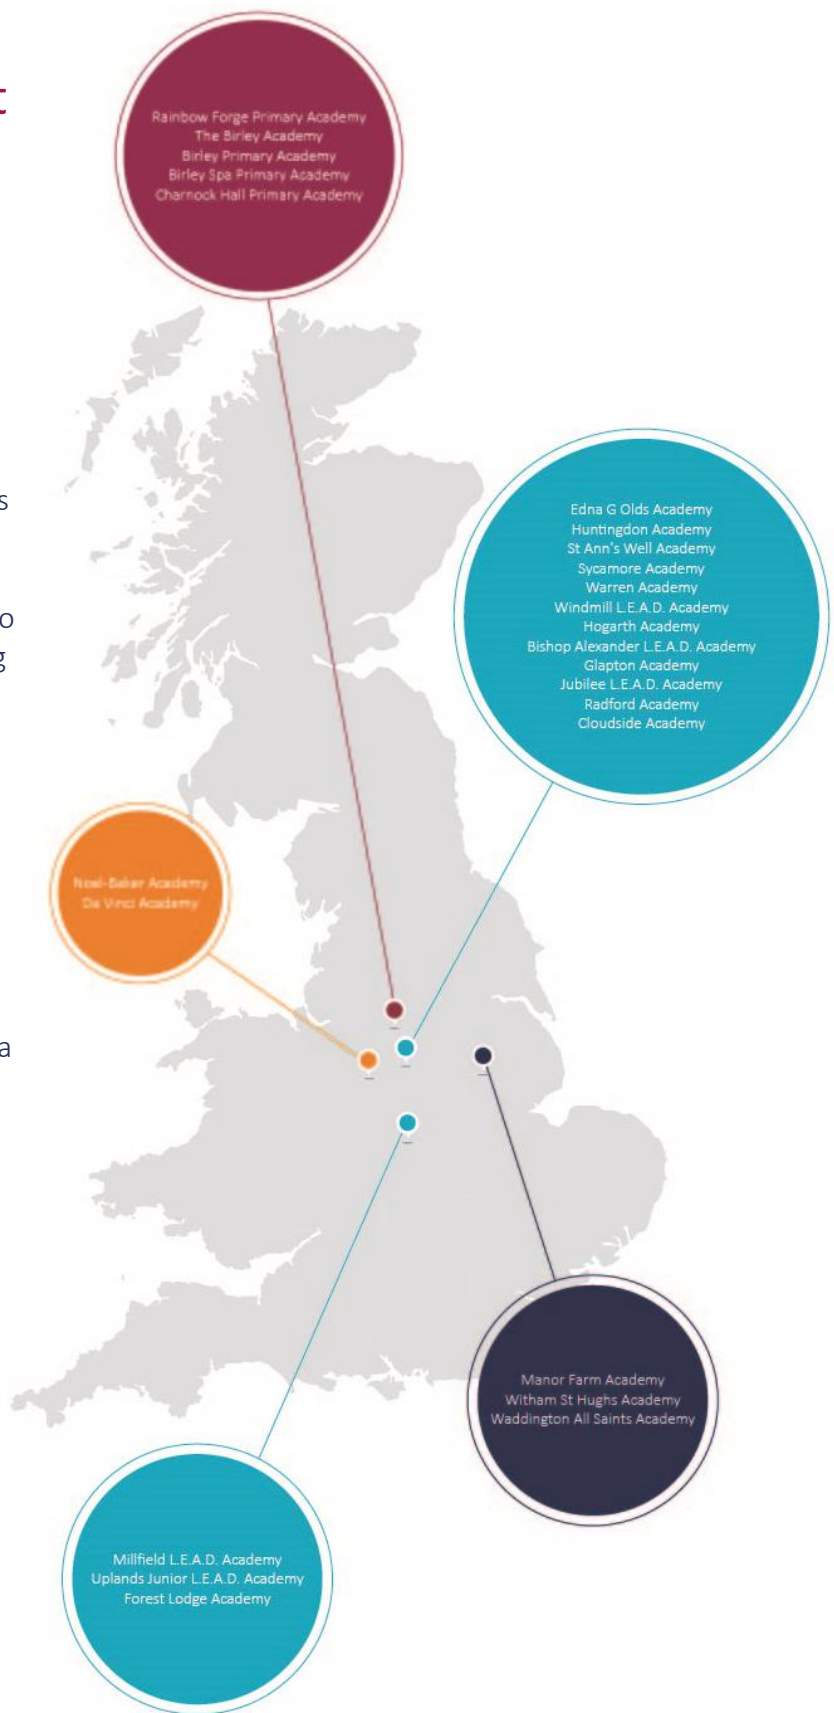 t
Rainbow Forge Primary Academy
The Birley Academy
Birley Primary Academy
Birley Spa Primary Academy
Charnock Hall Primary Academy
s
o
g
Edna G Olds Academy
Huntingdon Academy
St Ann's Well Academy
Sycamore Academy
Warren Academy
Windmill L.E.A.D. Academy
Hogarth Academy
Bishop Alexander L.E.A.D. Academy
Glapton Academy
Jubilee L.E.A.D. Academy
Radford Academy
Cloudside Academy
Noel-Baker Academy
Da Vinci Academy
a
Manor Farm Academy
Witham St Hughs Academy
Waddington All Saints Academy
Millfield L.E.A.D. Academy
Uplands Junior L.E.A.D. Academy
Forest Lodge Academy